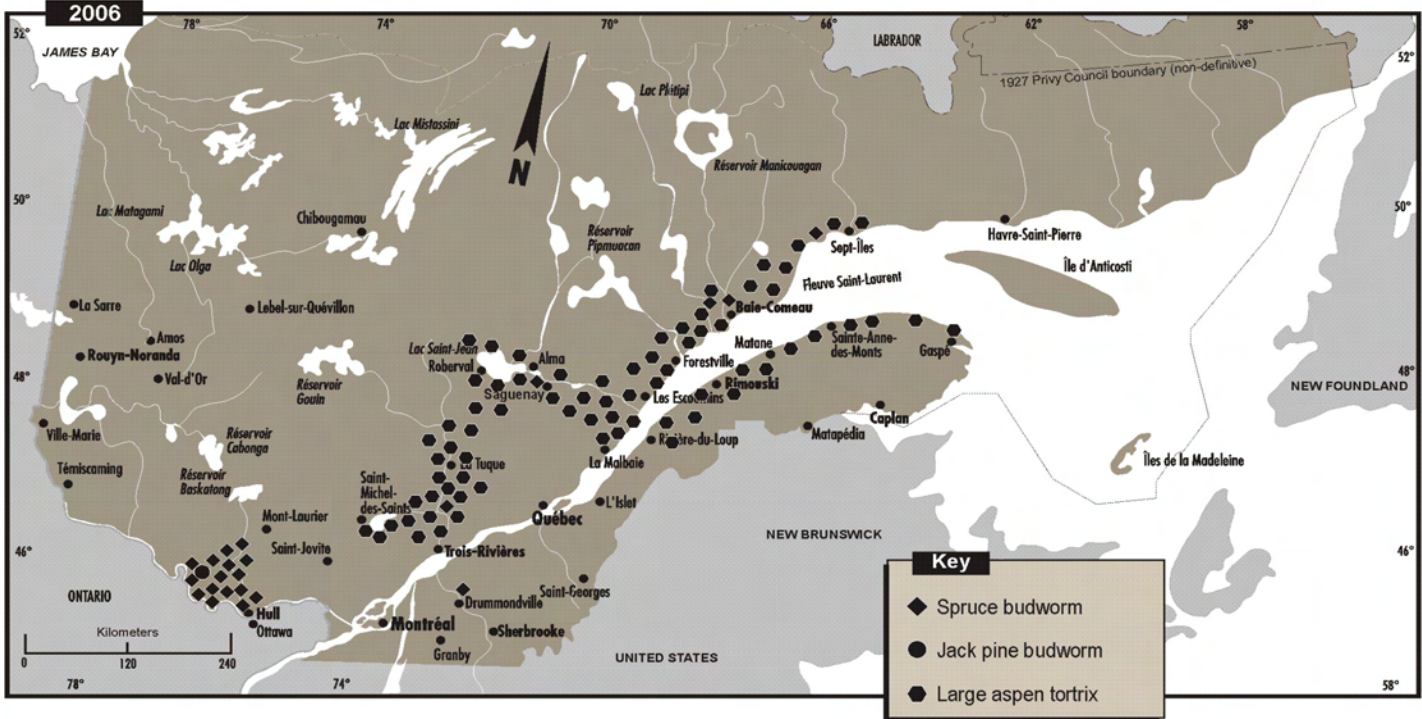 2006
78°
74°
70°
66°
62°
58°
52°
JAMES BAY
LABRADOR
52°
1927 Privy Council boundary (non-definitive)
Lac Plétipi
Lac Mistassini
N
Réservoir Manicouagan
50°
Lac Matagami
Chibougamau
50°
Réservoir
Pipmuacan
Sept-Îles
Havre-Saint-Pierre
Lac Olga
Île d'Anticosti
Fleuve Saint-Laurent
La Sarre
Lebel-sur-Quévillon
Baie-Comeau
Amos
Rouyn-Noranda
Lac Saint-Jean
Roberval
Alma
Matane
Sainte-Anne-
des-Monts
Gaspé
Forestville
48°
Val-d'Or
Réservoir
Gouin
Saguenay
Rimouski
48°
NEW FOUNDLAND
Les Escoumins
Caplan
Ville-Marie
Réservoir
Cabonga
Rivière-du-Loup
Matapédia
La Tuque
La Malbaie
Îles de la Madeleine
Témiscaming
Réservoir
Baskatong
Saint-
Michel-
des-Saints
L'Islet
Mont-Laurier
Québec
NEW BRUNSWICK
46°
Saint-Jovite
Trois-Rivières
46°
Key
ONTARIO
Saint-Georges
Drummondville
Spruce budworm
Hull
Ottawa
Montréal
Sherbrooke
Kilometers
Granby
Jack pine budworm
0 120 240
UNITED STATES
78°
74°
Large aspen tortrix
58°